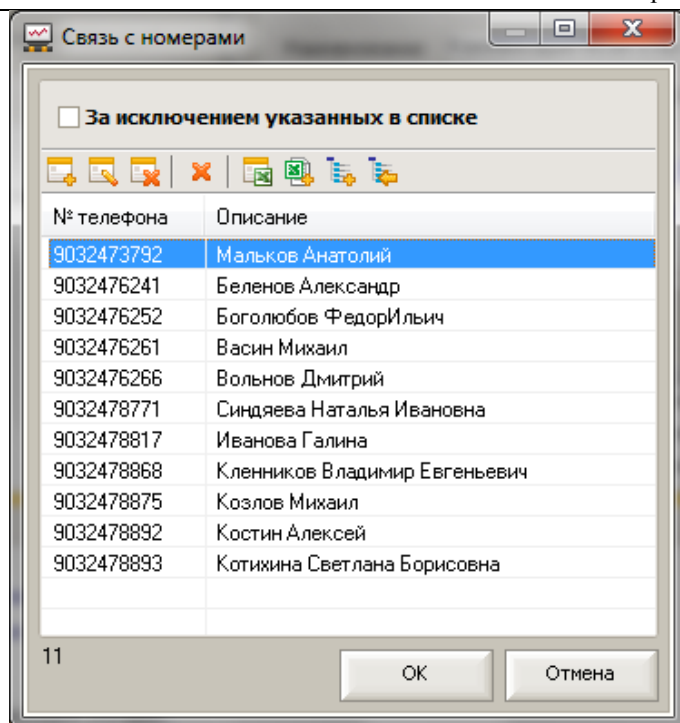 Связь с номерами
За исключением указанных в списке
№ телефона Описание
9032473792 Мальков Анатолий
9032476241 Беленов Александр
9032476252 Боголюбов ФедорИльич
9032476261 Васин Михаил
9032476266 Вольнов Дмитрий
9032478771 Синдяева Наталья Ивановна
9032478817 Иванова Галина
9032478868 Кленников Владимир Евгеньевич
9032478875 Козлов Михаил
9032478892 Костин Алексей
9032478893 Котихина Светлана Борисовна
11
ОК Отмена